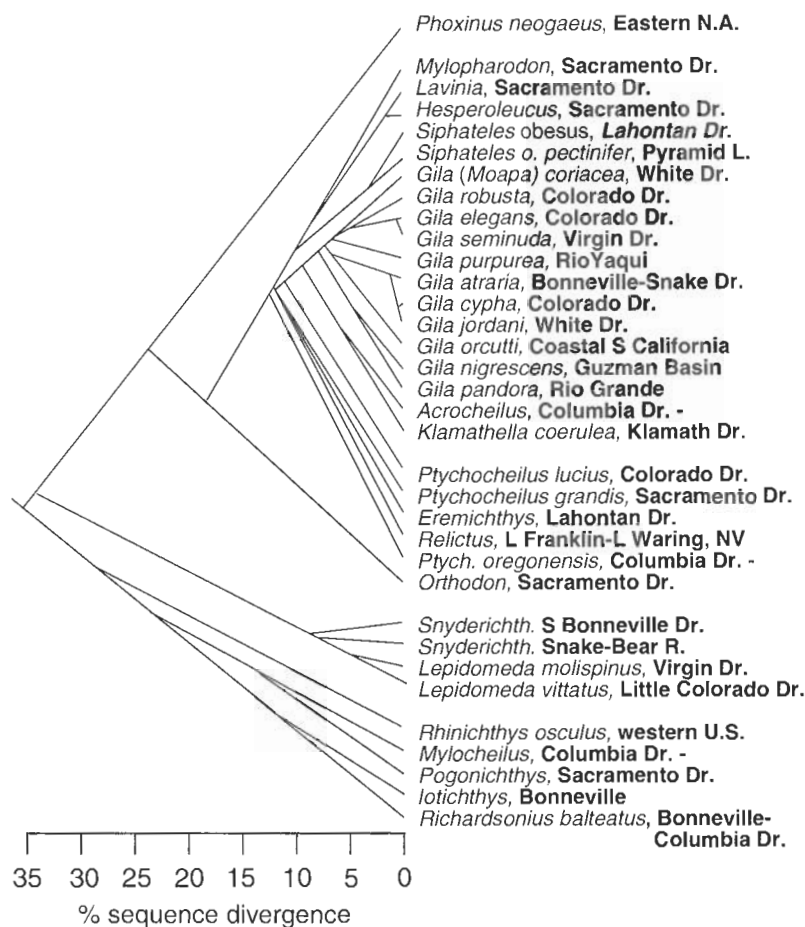 Phoxinus neogaeus, Eastern N.A.
Mylopharodon, Sacramento Dr.
Lavinia, Sacramento Dr.
Hesperoleucus, Sacramento Dr.
Siphateles obesus, Lahontan Dr.
Siphateles o. pectinifer, Pyramid L.
Gila (Moapa) coriacea, White Dr.
Gila robusta, Colorado Dr.
Gila elegans, Colorado Dr.
Gila seminuda, Virgin Dr.
Gila purpurea, RioYaqui
Gila atraria, Bonneville-Snake Dr.
Gila cypha, Colorado Dr.
Gila jordani, White Dr.
Gila orcutti, Coastal S California
Gila nigrescens, Guzman Basin
Gila pandora, Rio Grande
Acrocheilus, Columbia Dr. -
Klamathella coerulea, Klamath Dr.
Ptychocheilus lucius, Colorado Dr.
Ptychocheilus grandis, Sacramento Dr.
Eremichthys, Lahontan Dr.
Relictus, L Franklin-L Waring, NV
Ptych. oregonensis, Columbia Dr. -
Orthodon, Sacramento Dr.
Snyderichth. S Bonneville Dr.
Snyderichth. Snake-Bear R.
Lepidomeda molispinus, Virgin Dr.
Lepidomeda vittatus, Little Colorado Dr.
Rhinichthys osculus, western U.S.
Mylocheilus, Columbia Dr. -
Pogonichthys, Sacramento Dr.
Iotichthys, Bonneville
Richardsonius balteatus, Bonneville-
Columbia Dr.
35 30 25 20 15 10 5 0
% sequence divergence